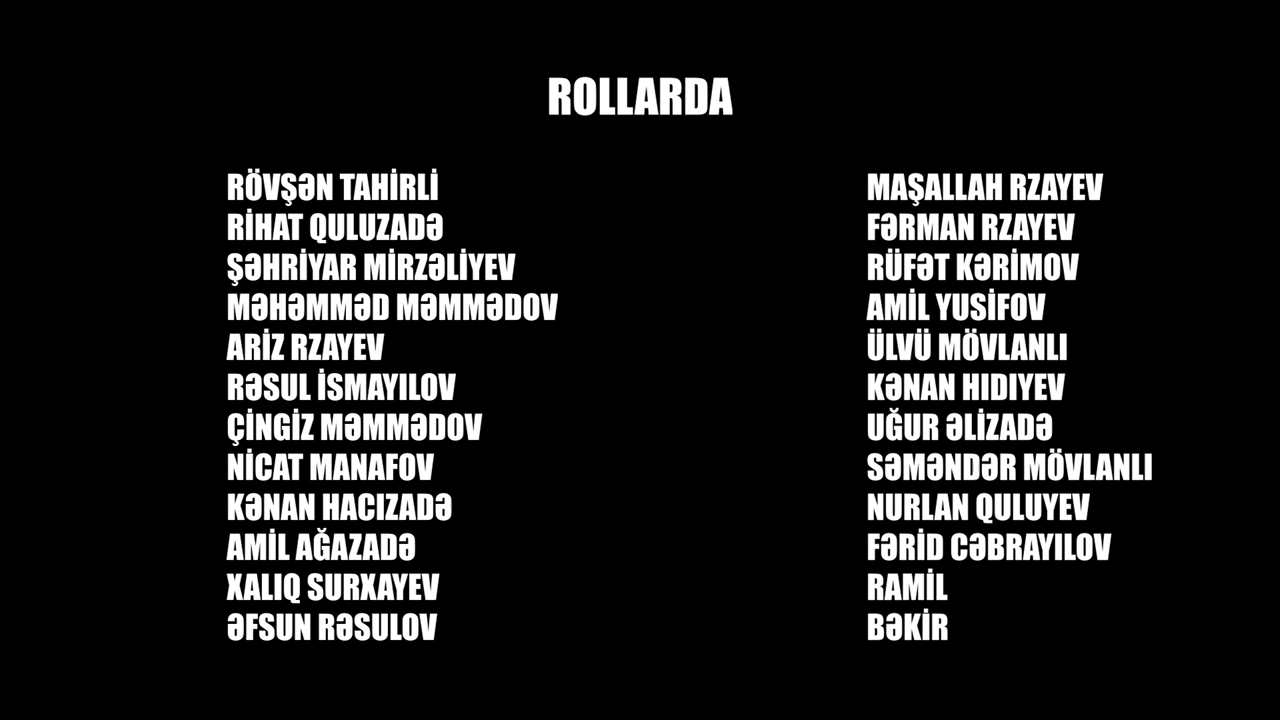 ROLLARDA
RÖVŞƏN TAHİRLİ
RİHAT QULUZADƏ
ŞƏHRİYAR MİRZƏLİYEV
MƏHƏMMƏD MƏMMƏDOV
ARİZ RZAYEV
RƏSUL İSMAYILOV
ÇİNGİZ MƏMMƏDOV
NİCAT MANAFOV
KƏNAN HACIZADƏ
AMİL AĞAZADƏ
XALIQ SURXAYEV
ƏFSUN RƏSULOV
MAŞALLAH RZAYEV
FƏRMAN RZAYEV
RÜFƏT KƏRİMOV
AMİL YUSİFOV
ÜLVÜ MÖVLANLI
KƏNAN HIDIYEV
UĞUR ƏLİZADƏ
SƏMƏNDƏR MÖVLANLI
NURLAN QULUYEV
FƏRİD CƏBRAYILOV
RAMİL
BƏKİR